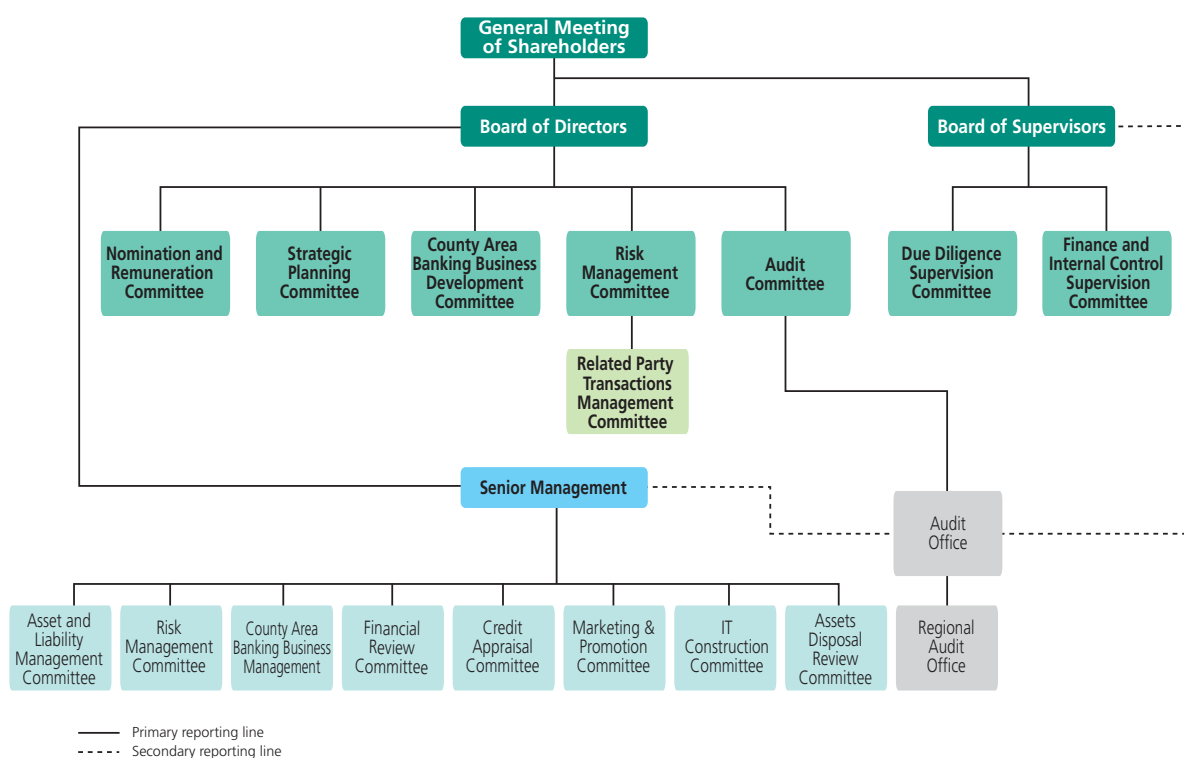 General Meeting
of Shareholders
Board of Directors
Board of Supervisors
Nomination and
Remuneration
Committee
Strategic
Planning
Committee
County Area
Banking Business
Development
Committee
Risk
Management
Committee
Audit
Committee
Due Diligence
Supervision
Committee
Finance and
Internal Control
Supervision
Committee
Related Party
Transactions
Management
Committee
Senior Management
Audit
Office
Asset and
Liability
Management
Committee
Risk
Management
Committee
County Area
Banking Business
Management
Financial
Review
Committee
Credit
Appraisal
Committee
Marketing &
Promotion
Committee
IT
Construction
Committee
Assets
Disposal
Review
Committee
Regional
Audit
Office
Primary reporting line
Secondary reporting line